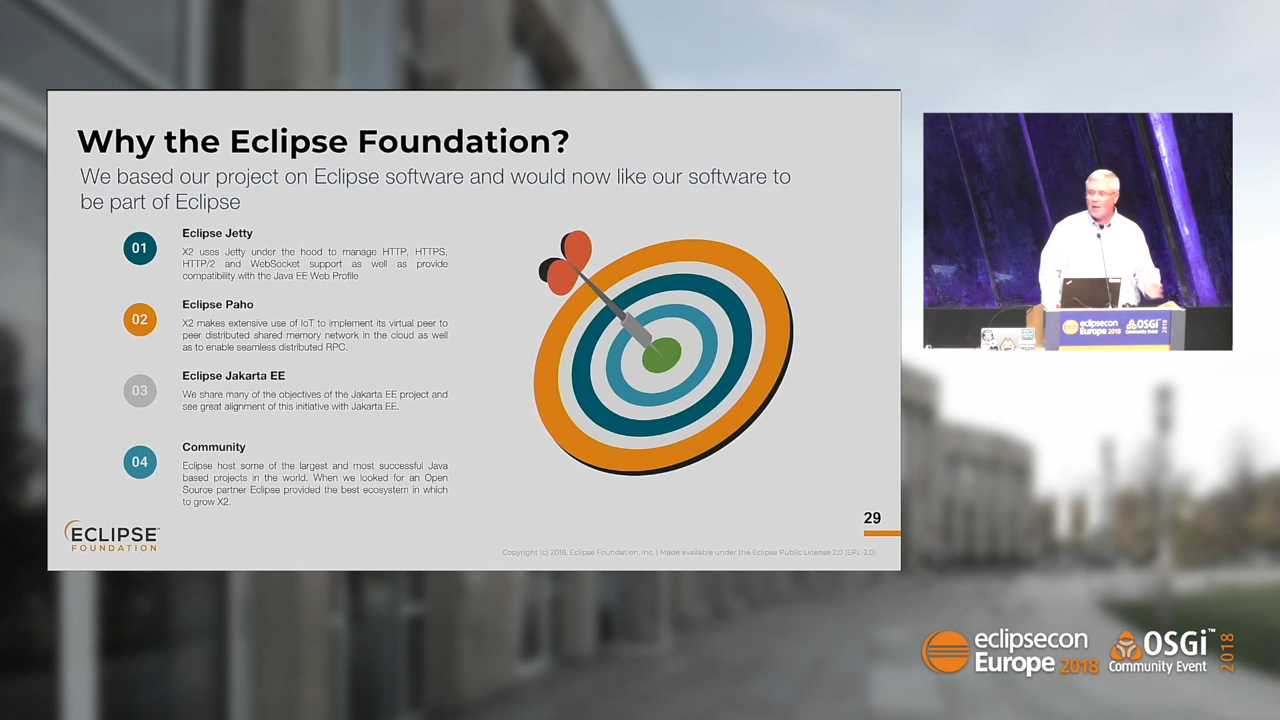 Why the Eclipse Foundation?
We based our project on Eclipse software and would now like our software to
be part of Eclipse
01
Eclipse Jetty
X2 uses Jetty under the hood to manage HTTP, HTTPS,
HTTP/2 and WebSocket support as well as provide
compatibility with the Java EE Web Profile
02
Eclipse Paho
X2 makes extensive use of IoT to implement its virtual peer to
peer distributed shared memory network in the cloud as well
as to enable seamless distributed RPC.
03
Eclipse Jakarta EE
We share many of the objectives of the Jakarta EE project and
see great alignment of this initiative with Jakarta EE.
04
Community
Eclipse host some of the largest and most successful Java
based projects in the world. When we looked for an Open
Source partner Eclipse provided the best ecosystem in which
to grow X2.
ECLIPSE™
FOUNDATION
29
Copyright (c) 2018, Eclipse Foundation, Inc. | Made available under the Eclipse Public License 2.0 (EPL-2.0)
eclipsecon
Europe 2018
OSGi
Community Event
2018
eclipsecon
Europe 2018
OSGi™
Community Event
2018